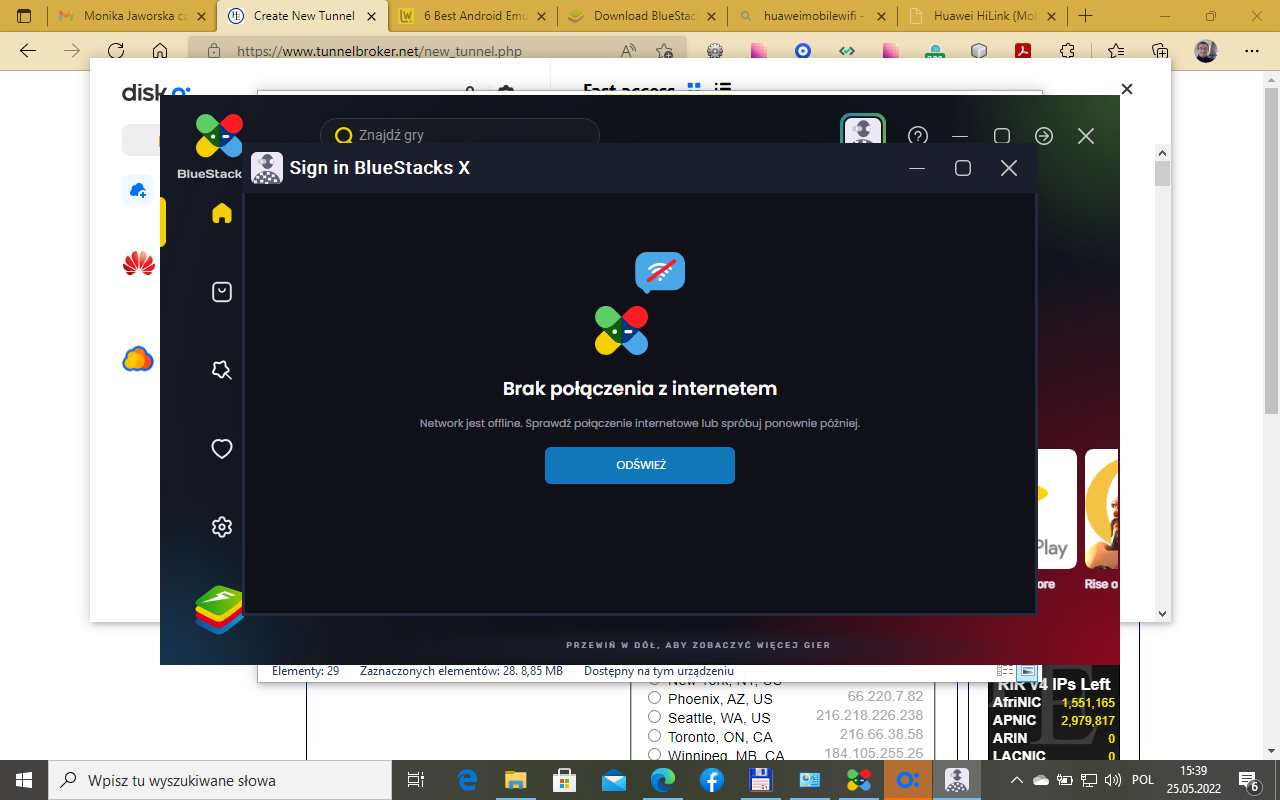 Monika Jaworska co
Create New Tunnel
6 Best Android Emu
Download BlueStac
huaweimobilewifi -
Huawei HiLink (Mob
https://www.tunnelbroker.net/new_tunnel.php
disk
Fast access
Znajdź gry
BlueStack
Sign in BlueStacks X
Brak połączenia z internetem
Network jest offline. Sprawdź połączenie internetowe lub spróbuj ponownie później.
ODŚWIEŻ
Play
ore
Rise o
PRZEWIŃ W DÓŁ, ABY ZOBACZYĆ WIĘCEJ GIER
Elementy: 29 Zaznaczonych elementów: 28. 8,85 MB Dostępny na tym urządzeniu
New York, NY, US
Phoenix, AZ, US 66.220.7.82
Seattle, WA, US 216.218.226.238
Toronto, ON, CA 216.66.38.58
Winnipeg, MB, CA 184.105.255.26
RIR v4 IPs Left
AfriNIC 1,551,165
APNIC 2,979,817
ARIN 0
LACNIC 0
Wpisz tu wyszukiwane słowa
POL
15:39
25.05.2022
6